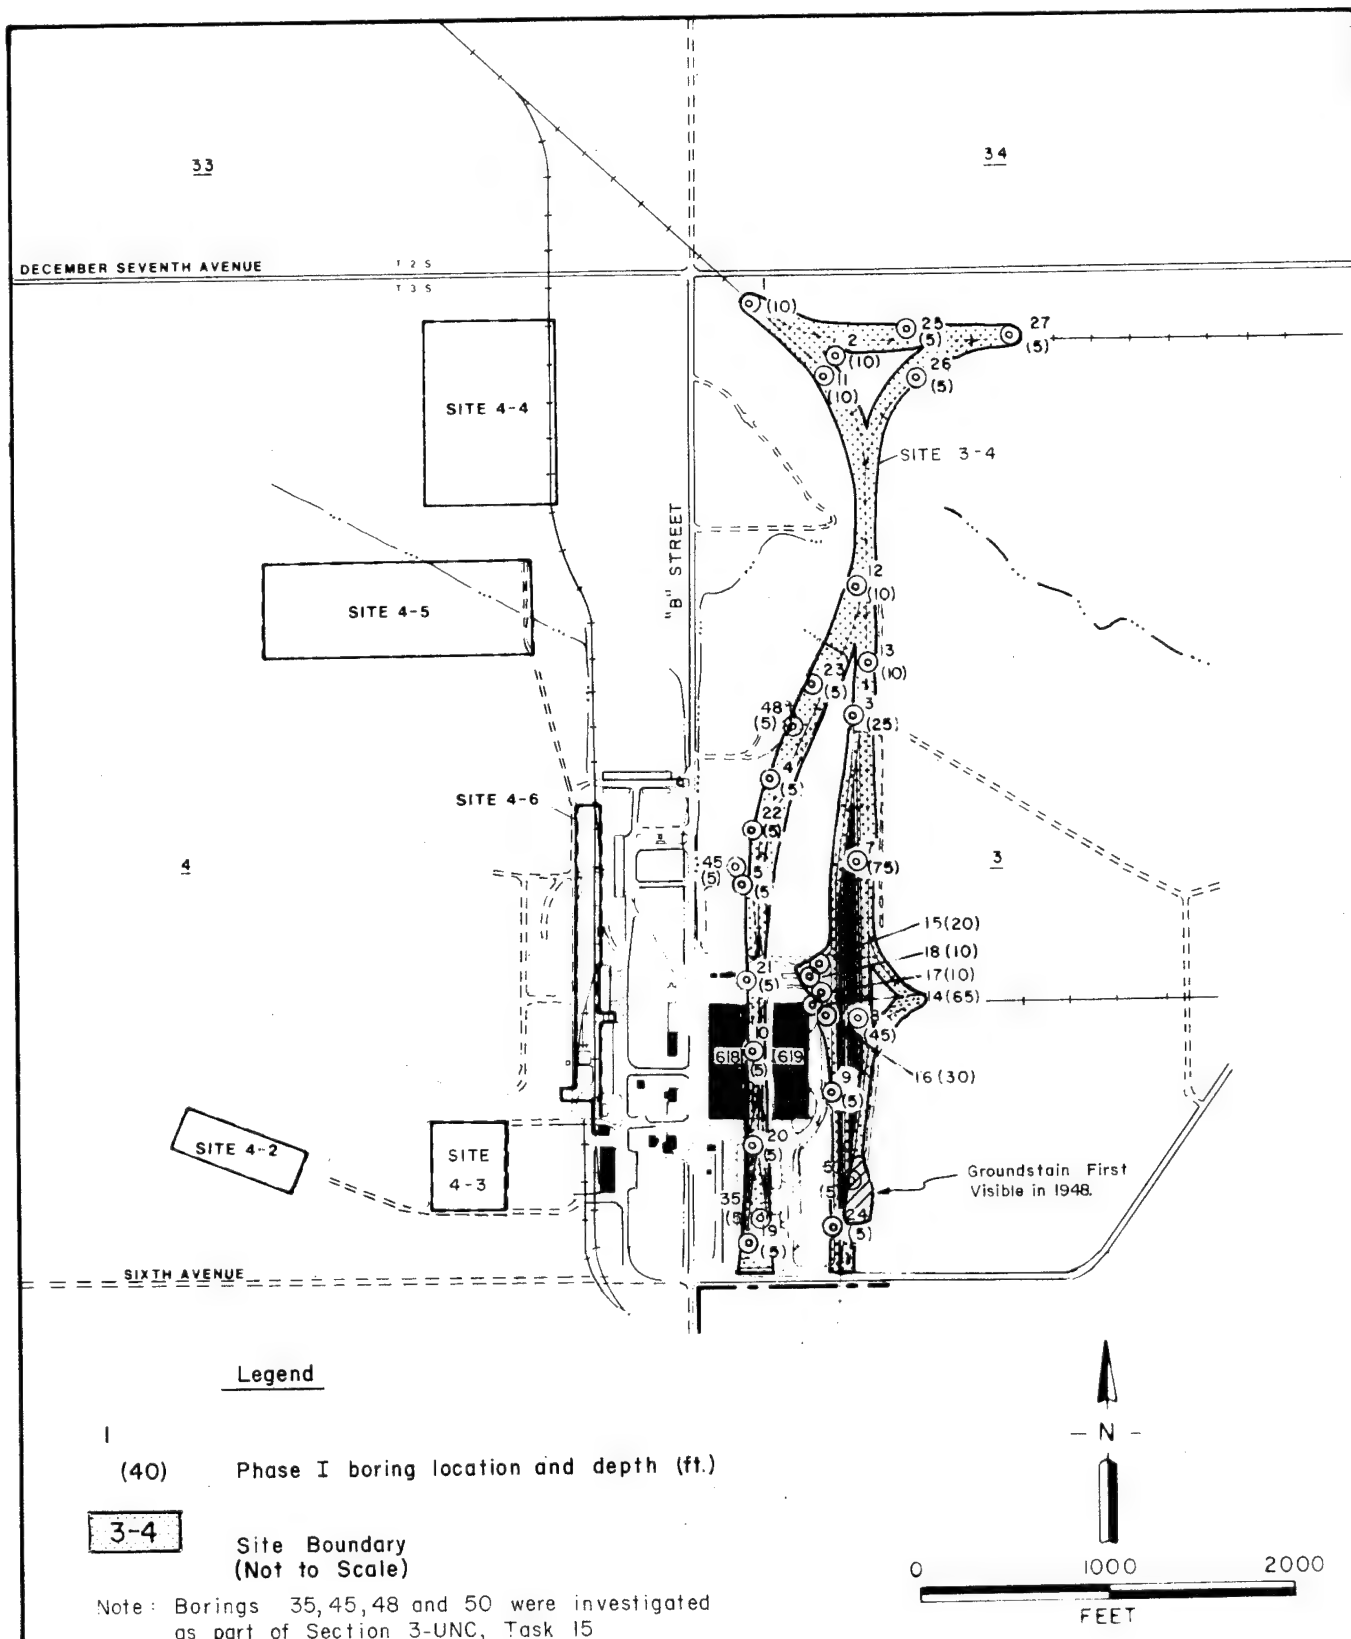 33
34
DECEMBER SEVENTH AVENUE
T 2 S
T 3 S
(10)
25
(5)
27
(5)
2
(10)
26
(5)
11
(10)
SITE 4-4
SITE 3-4
"B" STREET
12
(10)
SITE 4-5
13
(10)
23
(5)
3
(25)
48
(5)
4
(5)
SITE 4-6
22
(5)
7
(75)
4
3
45
(5)
5
(5)
15(20)
18(10)
17(10)
14(65)
21
(5)
8
(45)
10
618
619
(5)
16(30)
9
(5)
20
(5)
SITE 4-2
SITE
4-3
Groundstain First
Visible in 1948.
(5)
35
(5)
24
(5)
(5)
SIXTH AVENUE
Legend
1
(40)
Phase I boring location and depth (ft.)
3-4
Site Boundary
(Not to Scale)
Note: Borings 35,45,48 and 50 were investigated
as part of Section 3-UNC, Task 15
- N -
0 1000 2000
FEET